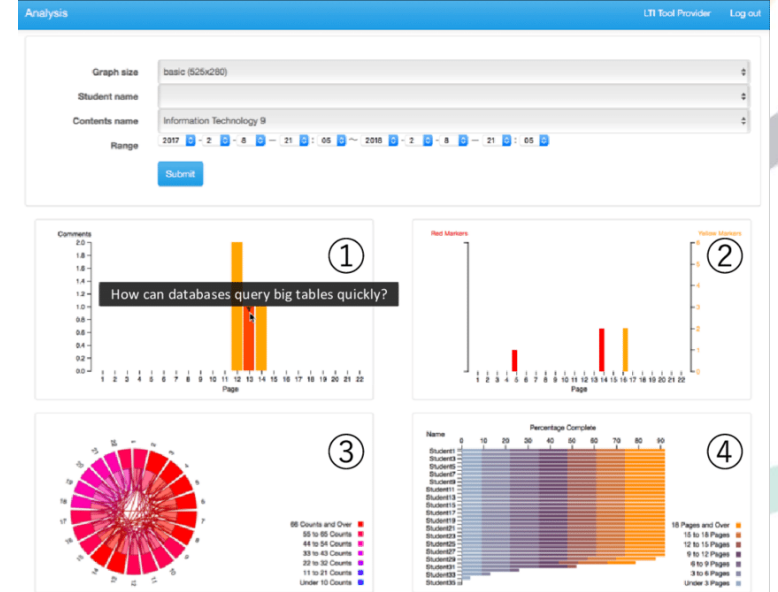 Analysis LTI Tool Provider Log out
Graph size basic (525x280)
Student name
Contents name Information Technology 9
Range 2017 - 2 - 8 — 21 : 05 ~ 2018 - 2 - 8 — 21 : 05
Submit
①
Comments
2.0
1.8
1.6
1.4
1.2
1.0
0.8
0.6
0.4
0.2
0.0
How can databases query big tables quickly?
1 2 3 4 5 6 7 8 9 10 11 12 13 14 15 16 17 18 19 20 21 22
Page
②
Red Markers Yellow Markers
1 2 3 4 5 6 7 8 9 10 11 12 13 14 15 16 17 18 19 20 21 22
Page
③
66 Counts and Over
55 to 65 Counts
44 to 54 Counts
33 to 43 Counts
22 to 32 Counts
11 to 21 Counts
Under 10 Counts
④
Percentage Complete
Name
0 10 20 30 40 50 60 70 80 90
Student1
Student3
Student5
Student7
Student9
Student11
Student13
Student15
Student17
Student19
Student21
Student23
Student25
Student27
Student29
Student31
Student33
Student35
18 Pages and Over
15 to 18 Pages
12 to 15 Pages
9 to 12 Pages
6 to 9 Pages
3 to 6 Pages
Under 3 Pages